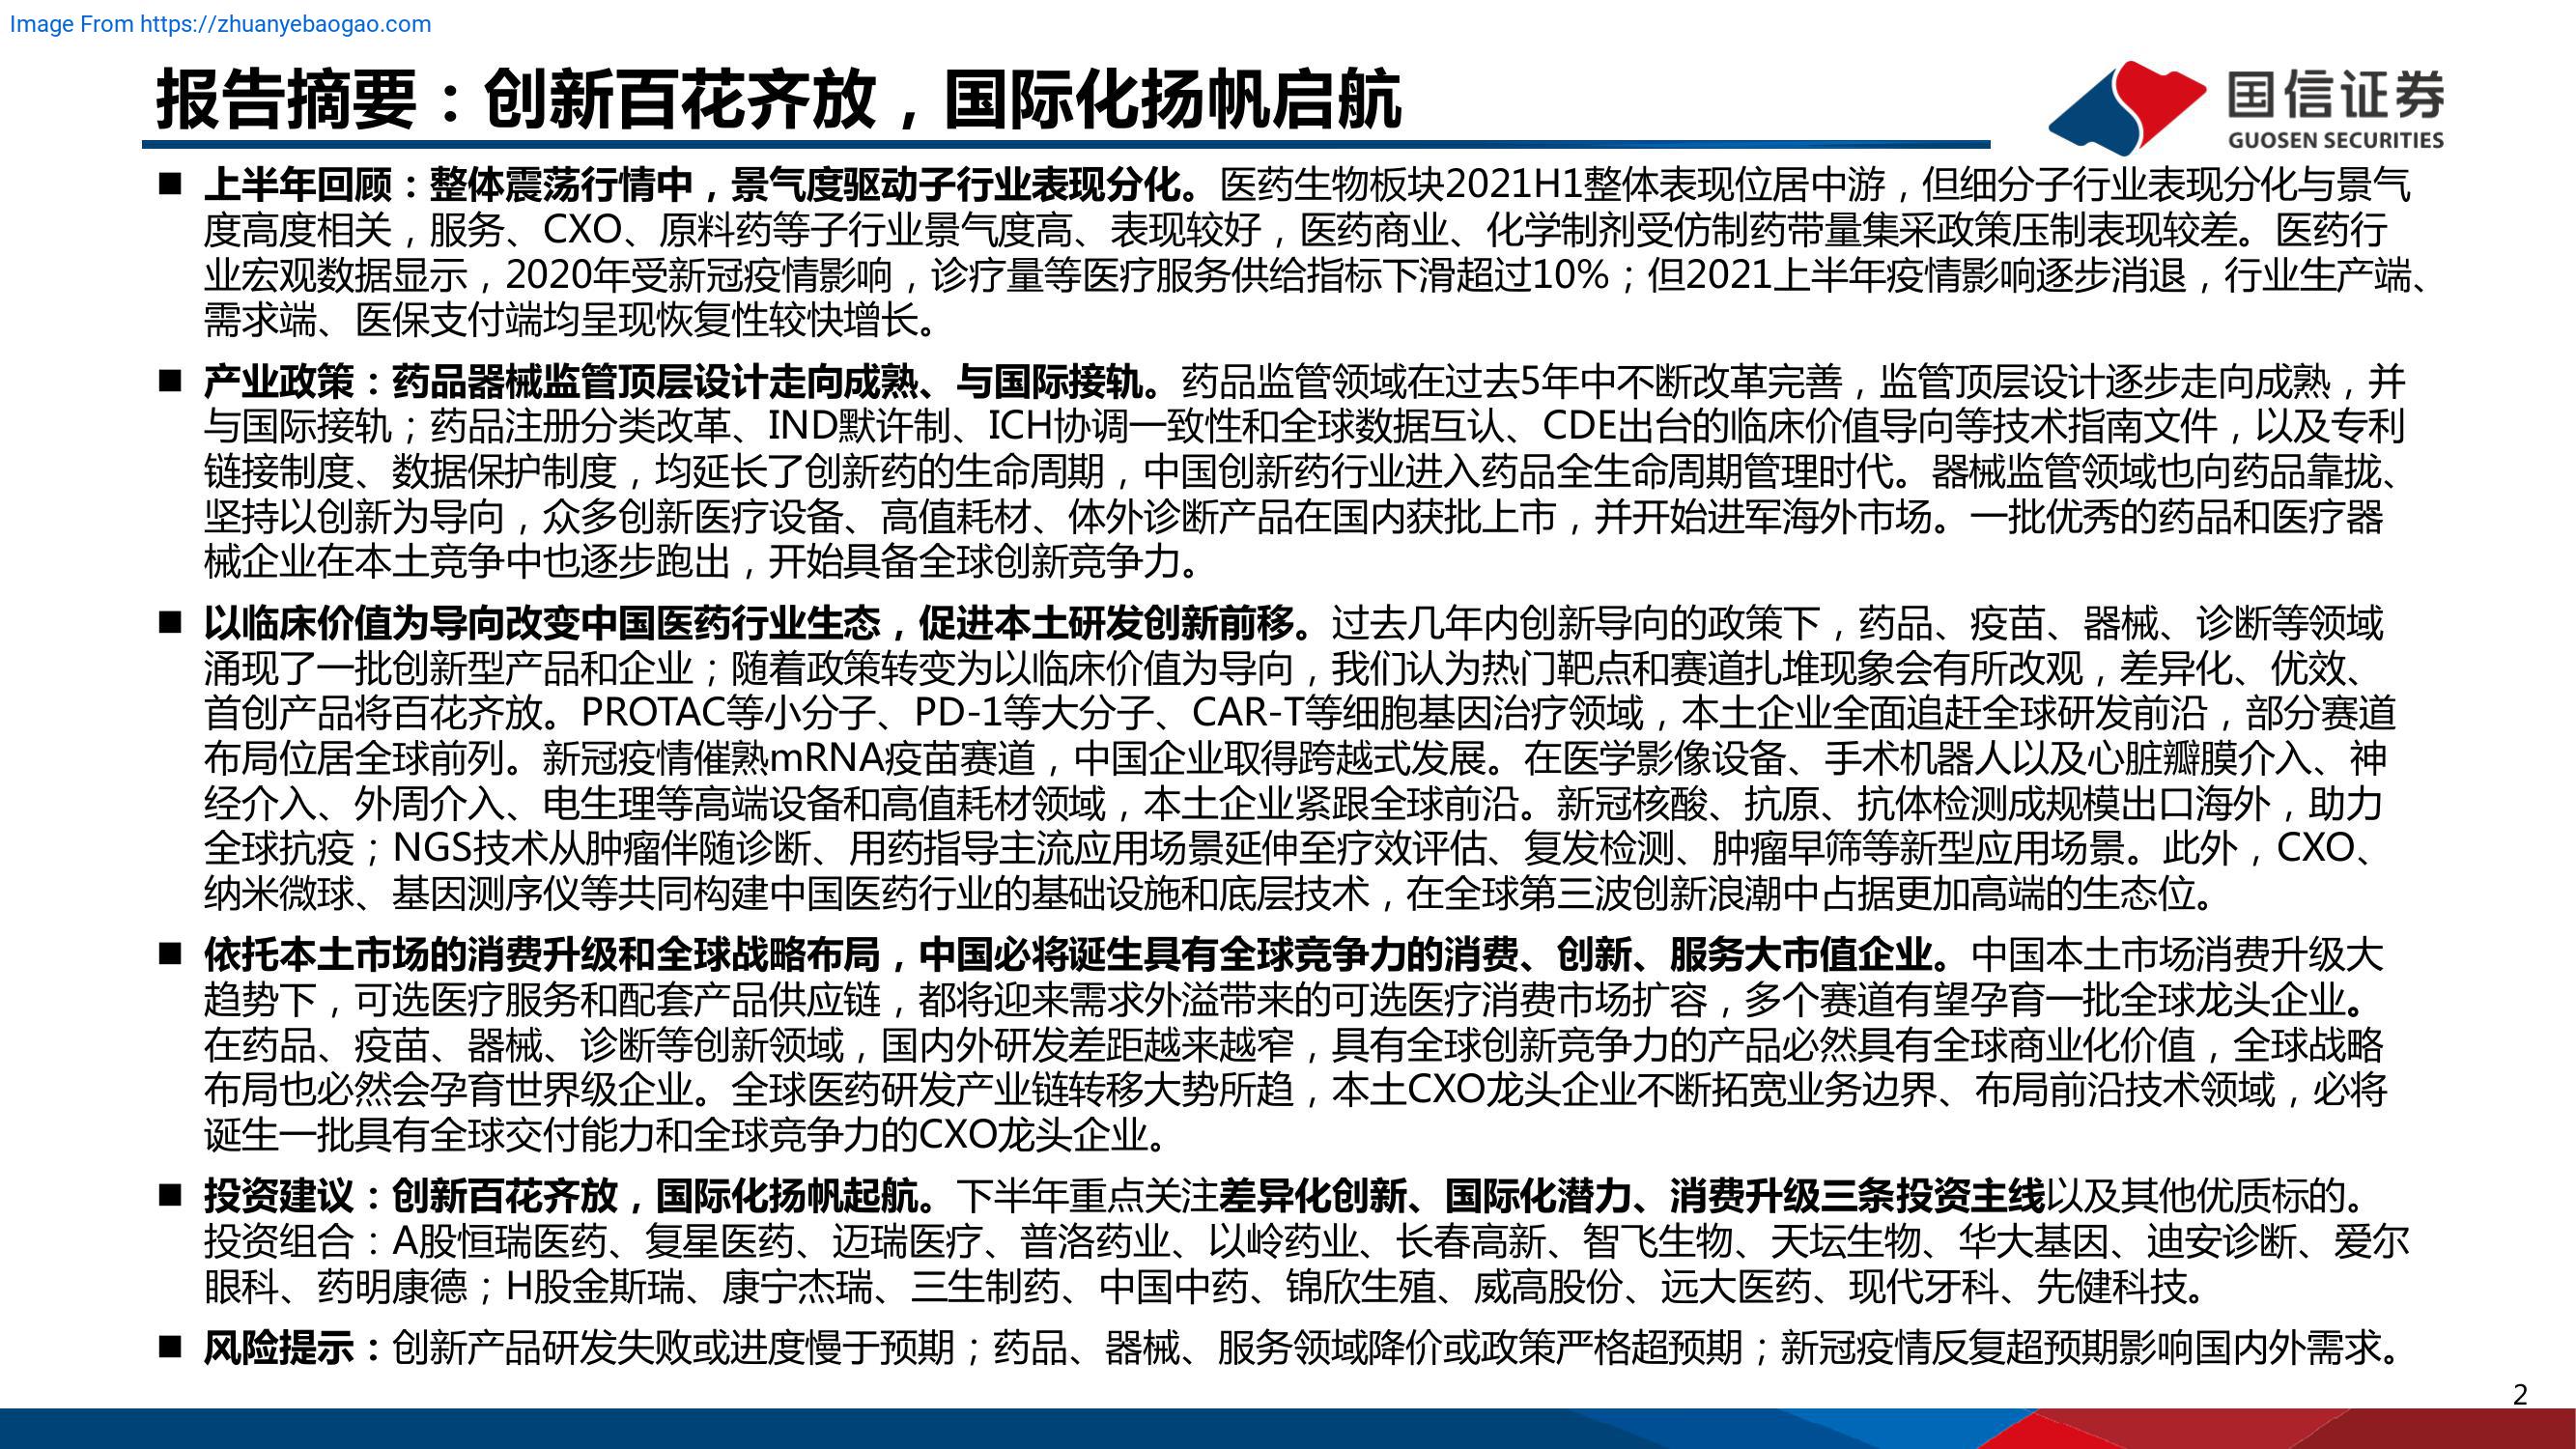 Image From https://zhuanyebaogao.com
报告摘要：创新百花齐放，国际化扬帆启航
国信证券
GUOSEN SECURITIES
■ 上半年回顾：整体震荡行情中，景气度驱动子行业表现分化。医药生物板块2021H1整体表现位居中游，但细分子行业表现分化与景气
度高度相关，服务、CXO、原料药等子行业景气度高、表现较好，医药商业、化学制剂受仿制药带量集采政策压制表现较差。医药行
业宏观数据显示，2020年受新冠疫情影响，诊疗量等医疗服务供给指标下滑超过10%；但2021上半年疫情影响逐步消退，行业生产端、
需求端、医保支付端均呈现恢复性较快增长。
■ 产业政策：药品器械监管顶层设计走向成熟、与国际接轨。药品监管领域在过去5年中不断改革完善，监管顶层设计逐步走向成熟，并
与国际接轨；药品注册分类改革、IND默许制、ICH协调一致性和全球数据互认、CDE出台的临床价值导向等技术指南文件，以及专利
链接制度、数据保护制度，均延长了创新药的生命周期，中国创新药行业进入药品全生命周期管理时代。器械监管领域也向药品靠拢、
坚持以创新为导向，众多创新医疗设备、高值耗材、体外诊断产品在国内获批上市，并开始进军海外市场。一批优秀的药品和医疗器
械企业在本土竞争中也逐步跑出，开始具备全球创新竞争力。
■ 以临床价值为导向改变中国医药行业生态，促进本土研发创新前移。过去几年内创新导向的政策下，药品、疫苗、器械、诊断等领域
涌现了一批创新型产品和企业；随着政策转变为以临床价值为导向，我们认为热门靶点和赛道扎堆现象会有所改观，差异化、优效、
首创产品将百花齐放。PROTAC等小分子、PD-1等大分子、CAR-T等细胞基因治疗领域，本土企业全面追赶全球研发前沿，部分赛道
布局位居全球前列。新冠疫情催熟mRNA疫苗赛道，中国企业取得跨越式发展。在医学影像设备、手术机器人以及心脏瓣膜介入、神
经介入、外周介入、电生理等高端设备和高值耗材领域，本土企业紧跟全球前沿。新冠核酸、抗原、抗体检测成规模出口海外，助力
全球抗疫；NGS技术从肿瘤伴随诊断、用药指导主流应用场景延伸至疗效评估、复发检测、肿瘤早筛等新型应用场景。此外，CXO、
纳米微球、基因测序仪等共同构建中国医药行业的基础设施和底层技术，在全球第三波创新浪潮中占据更加高端的生态位。
■ 依托本土市场的消费升级和全球战略布局，中国必将诞生具有全球竞争力的消费、创新、服务大市值企业。中国本土市场消费升级大
趋势下，可选医疗服务和配套产品供应链，都将迎来需求外溢带来的可选医疗消费市场扩容，多个赛道有望孕育一批全球龙头企业。
在药品、疫苗、器械、诊断等创新领域，国内外研发差距越来越窄，具有全球创新竞争力的产品必然具有全球商业化价值，全球战略
布局也必然会孕育世界级企业。全球医药研发产业链转移大势所趋，本土CXO龙头企业不断拓宽业务边界、布局前沿技术领域，必将
诞生一批具有全球交付能力和全球竞争力的CXO龙头企业。
■ 投资建议：创新百花齐放，国际化扬帆起航。下半年重点关注差异化创新、国际化潜力、消费升级三条投资主线以及其他优质标的。
投资组合：A股恒瑞医药、复星医药、迈瑞医疗、普洛药业、以岭药业、长春高新、智飞生物、天坛生物、华大基因、迪安诊断、爱尔
眼科、药明康德；H股金斯瑞、康宁杰瑞、三生制药、中国中药、锦欣生殖、威高股份、远大医药、现代牙科、先健科技。
■ 风险提示：创新产品研发失败或进度慢于预期；药品、器械、服务领域降价或政策严格超预期；新冠疫情反复超预期影响国内外需求。
2